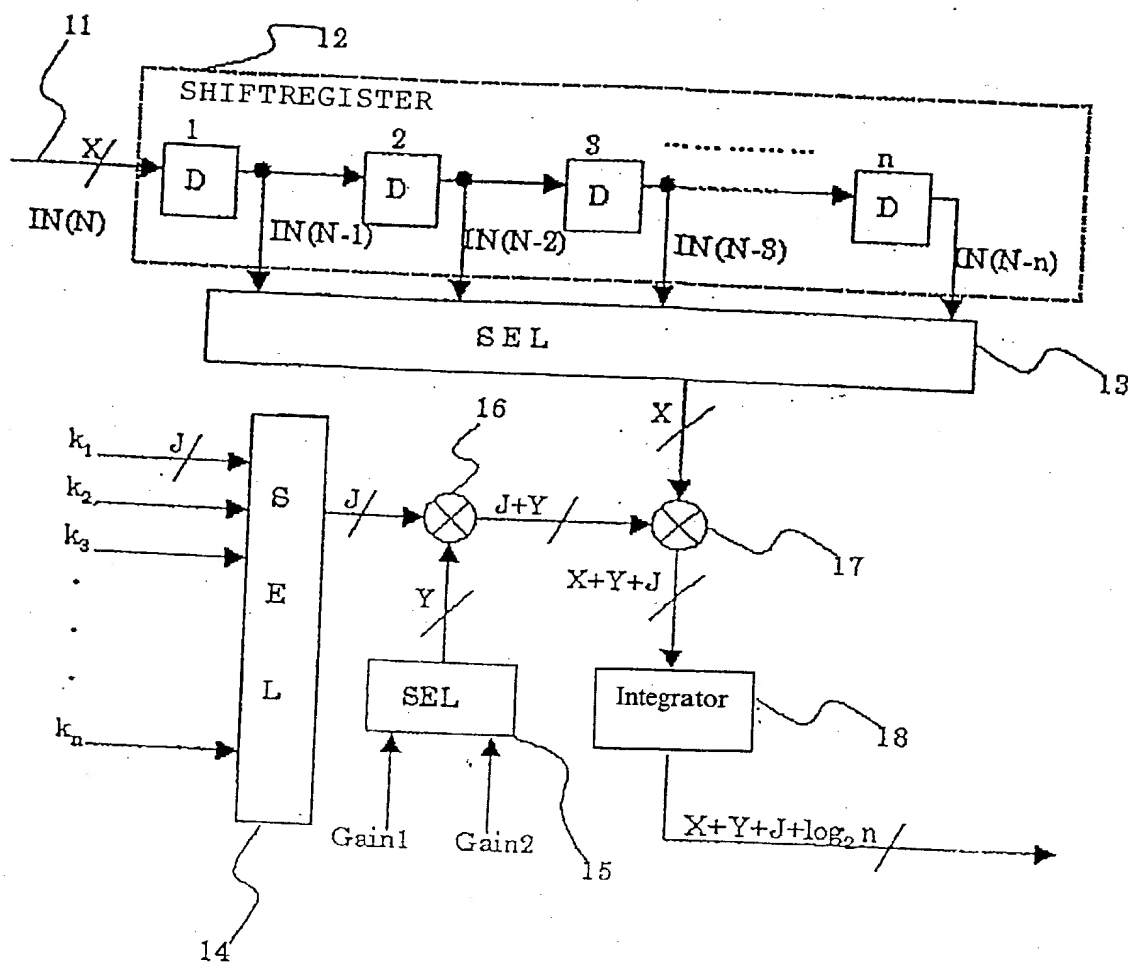 11
12
SHIFTREGISTER
1
2
3
n
X
D
D
D
D
IN(N)
IN(N-1)
IN(N-2)
IN(N-3)
IN(N-n)
SEL
13
16
X
k1
J
k2
k3
kn
S
E
L
J
J+Y
17
Y
X+Y+J
SEL
Integrator
18
Gain1
Gain2
15
X+Y+J+log2 n
14